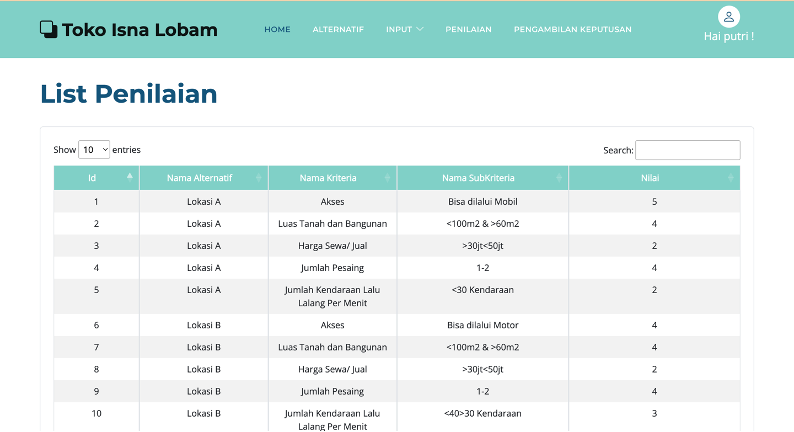 Toko Isna Lobam
HOME ALTERNATIF INPUT PENILAIAN PENGAMBILAN KEPUTUSAN
Hai putri !
List Penilaian
Show 10 entries Search:
Id Nama Alternatif Nama Kriteria Nama SubKriteria Nilai
1 Lokasi A Akses Bisa dilalui Mobil 5
2 Lokasi A Luas Tanah dan Bangunan <100m2 & >60m2 4
3 Lokasi A Harga Sewa/ Jual >30jt<50jt 2
4 Lokasi A Jumlah Pesaing 1-2 4
5 Lokasi A Jumlah Kendaraan Lalu <30 Kendaraan 2
Lalang Per Menit
6 Lokasi B Akses Bisa dilalui Motor 4
7 Lokasi B Luas Tanah dan Bangunan <100m2 & >60m2 4
8 Lokasi B Harga Sewa/ Jual >30jt<50jt 2
9 Lokasi B Jumlah Pesaing 1-2 4
10 Lokasi B Jumlah Kendaraan Lalu <40>30 Kendaraan 3
Lalang Per Menit